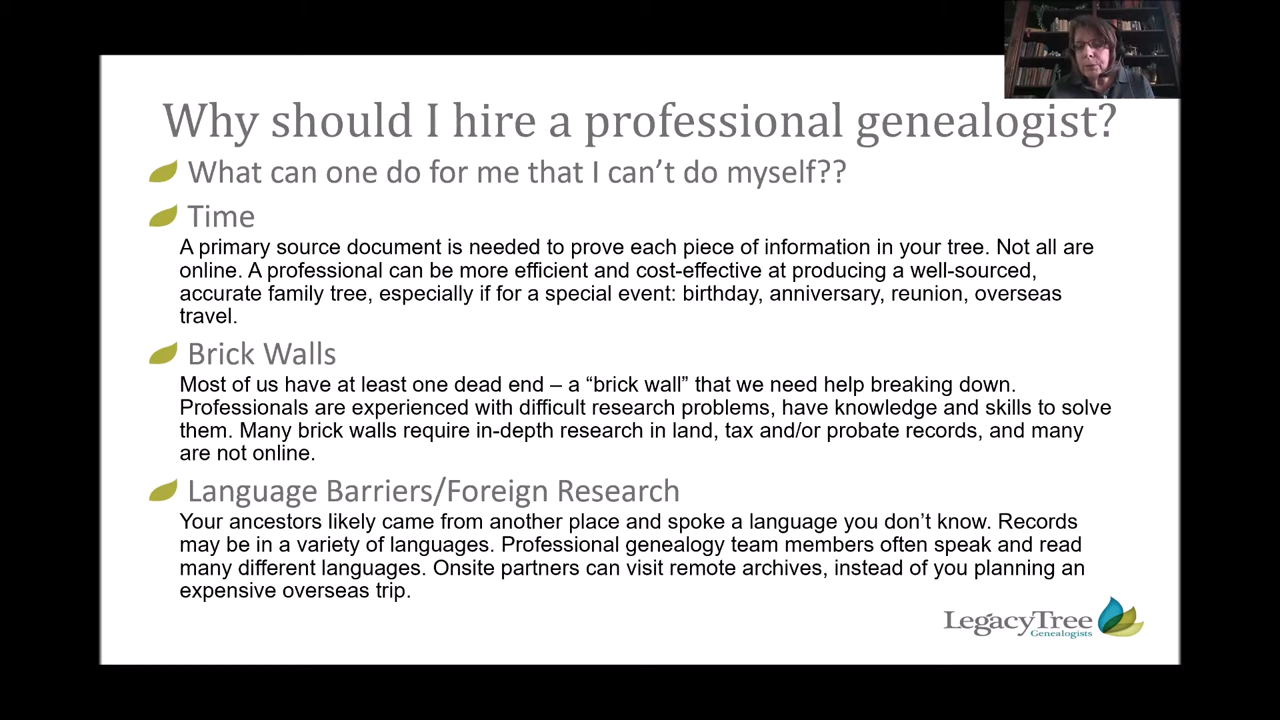 Why should I hire a professional genealogist?
What can one do for me that I can't do myself??
Time
A primary source document is needed to prove each piece of information in your tree. Not all are
online. A professional can be more efficient and cost-effective at producing a well-sourced,
accurate family tree, especially if for a special event: birthday, anniversary, reunion, overseas
travel.
Brick Walls
Most of us have at least one dead end – a “brick wall” that we need help breaking down.
Professionals are experienced with difficult research problems, have knowledge and skills to solve
them. Many brick walls require in-depth research in land, tax and/or probate records, and many
are not online.
Language Barriers/Foreign Research
Your ancestors likely came from another place and spoke a language you don’t know. Records
may be in a variety of languages. Professional genealogy team members often speak and read
many different languages. Onsite partners can visit remote archives, instead of you planning an
expensive overseas trip.
LegacyTree
Genealogists